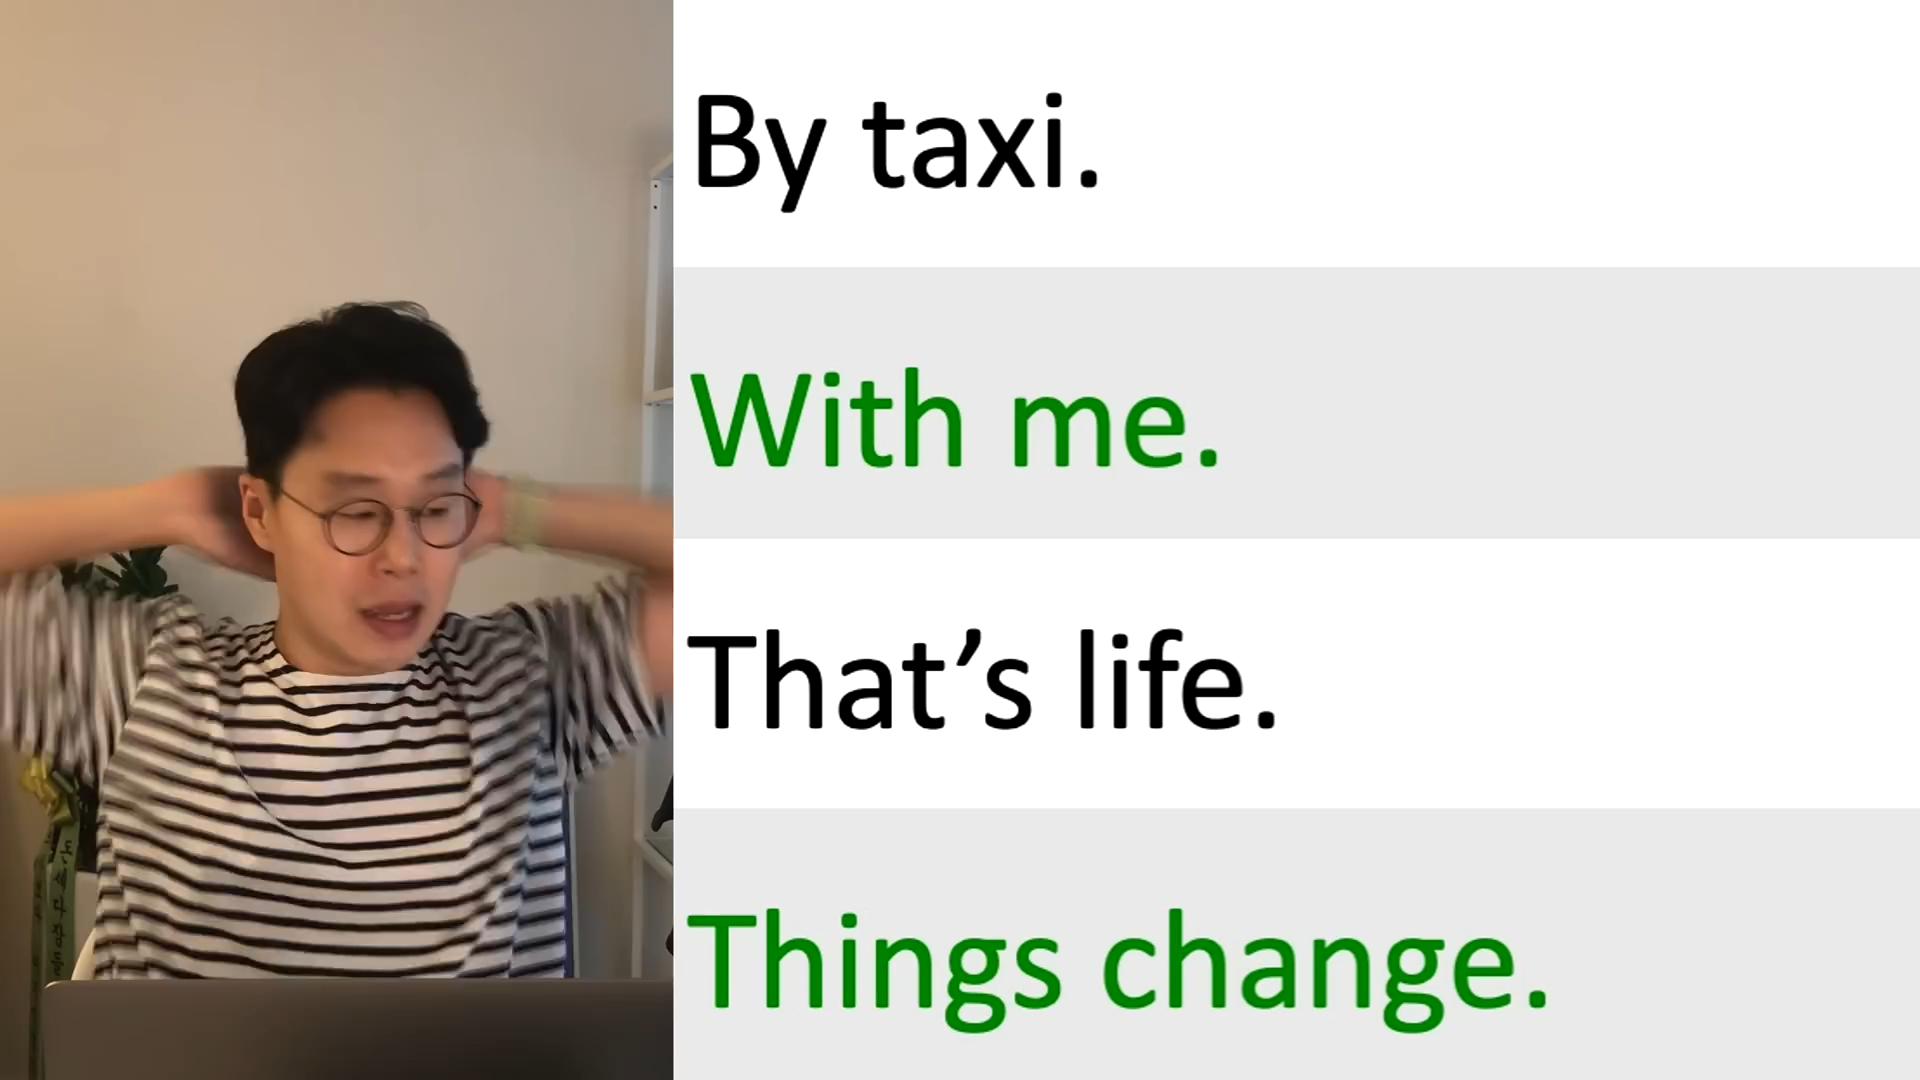 By taxi.
With me.
That’s life.
Things change.